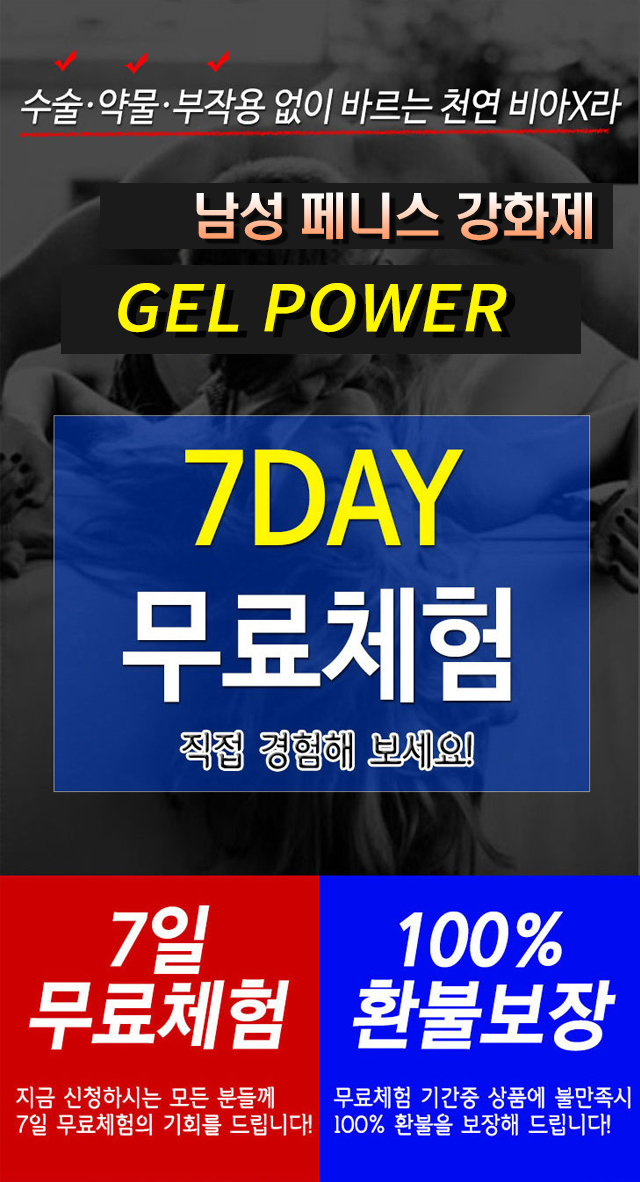 수술·약물·부작용 없이 바르는 천연 비아X라
남성 페니스 강화제
GEL POWER
7DAY
무료체험
직접 경험해 보세요!
7일
무료체험
지금 신청하시는 모든 분들께
7일 무료체험의 기회를 드립니다!
100%
환불보장
무료체험 기간중 상품에 불만족시
100% 환불을 보장해 드립니다!